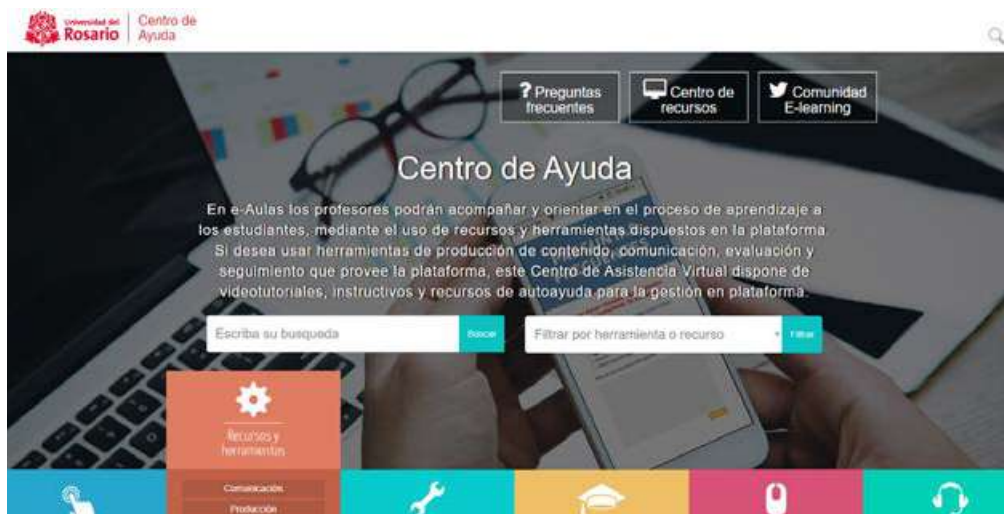 Universidad del
Rosario
Centro de
Ayuda
? Preguntas
frecuentes
Centro de
recursos
Comunidad
E-learning
Centro de Ayuda
En e-Aulas los profesores podrán acompañar y orientar en el proceso de aprendizaje a
los estudiantes, mediante el uso de recursos y herramientas dispuestos en la plataforma
Si desea usar herramientas de producción de contenido, comunicación, evaluación y
seguimiento que provee la plataforma, este Centro de Asistencia Virtual dispone de
videotutoriales, instructivos y recursos de autoayuda para la gestión en plataforma.
Escriba su busqueda
Buscar
Filtrar por herramienta o recurso
Filtrar
Recursos y
herramientas
Comunicación
Producción